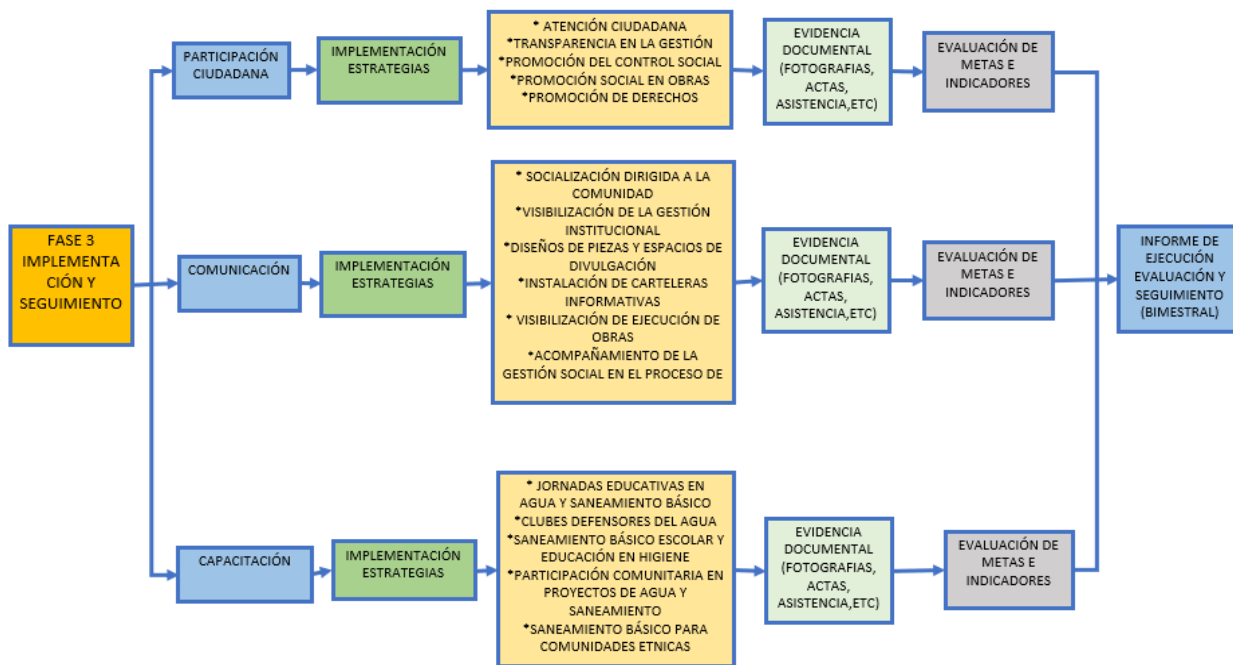 FASE 3
IMPLEMENTA
CIÓN Y
SEGUIMIENTO
PARTICIPACIÓN
CIUDADANA
IMPLEMENTACIÓN
ESTRATEGIAS
* ATENCIÓN CIUDADANA
*TRANSPARENCIA EN LA GESTIÓN
*PROMOCIÓN DEL CONTROL SOCIAL
*PROMOCIÓN SOCIAL EN OBRAS
*PROMOCIÓN DE DERECHOS
EVIDENCIA
DOCUMENTAL
(FOTOGRAFIAS,
ACTAS,
ASISTENCIA,ETC)
EVALUACIÓN DE
METAS E
INDICADORES
COMUNICACIÓN
IMPLEMENTACIÓN
ESTRATEGIAS
* SOCIALIZACIÓN DIRIGIDA A LA
COMUNIDAD
*VISIBILIZACIÓN DE LA GESTIÓN
INSTITUCIONAL
*DISEÑOS DE PIEZAS Y ESPACIOS DE
DIVULGACIÓN
*INSTALACIÓN DE CARTELERAS
INFORMATIVAS
* VISIBILIZACIÓN DE EJECUCIÓN DE
OBRAS
*ACOMPAÑAMIENTO DE LA
GESTIÓN SOCIAL EN EL PROCESO DE
EVIDENCIA
DOCUMENTAL
(FOTOGRAFIAS,
ACTAS,
ASISTENCIA,ETC)
EVALUACIÓN DE
METAS E
INDICADORES
CAPACITACIÓN
IMPLEMENTACIÓN
ESTRATEGIAS
* JORNADAS EDUCATIVAS EN
AGUA Y SANEAMIENTO BÁSICO
*CLUBES DEFENSORES DEL AGUA
*SANEAMIENTO BÁSICO ESCOLAR Y
EDUCACIÓN EN HIGIENE
*PARTICIPACIÓN COMUNITARIA EN
PROYECTOS DE AGUA Y
SANEAMIENTO
*SANEAMIENTO BÁSICO PARA
COMUNIDADES ETNICAS
EVIDENCIA
DOCUMENTAL
(FOTOGRAFIAS,
ACTAS,
ASISTENCIA,ETC)
EVALUACIÓN DE
METAS E INDICADORES
INFORME DE
EJECUCIÓN
EVALUACIÓN Y
SEGUIMIENTO
(BIMESTRAL)